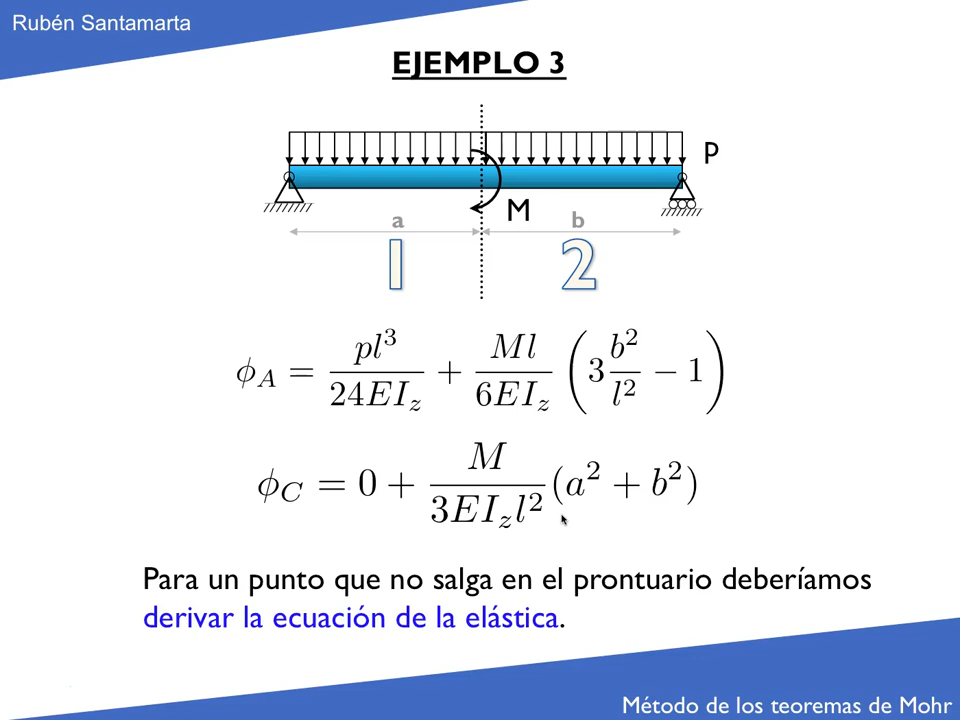 Rubén Santamarta
EJEMPLO 3
P
M
a
b
1
2
ϕ_A = pl³/24EI_z + Ml/6EI_z (3 b²/l² − 1)
ϕ_C = 0 + M/3EI_z l² (a² + b²)
Para un punto que no salga en el prontuario deberíamos
derivar la ecuación de la elástica.
Método de los teoremas de Mohr